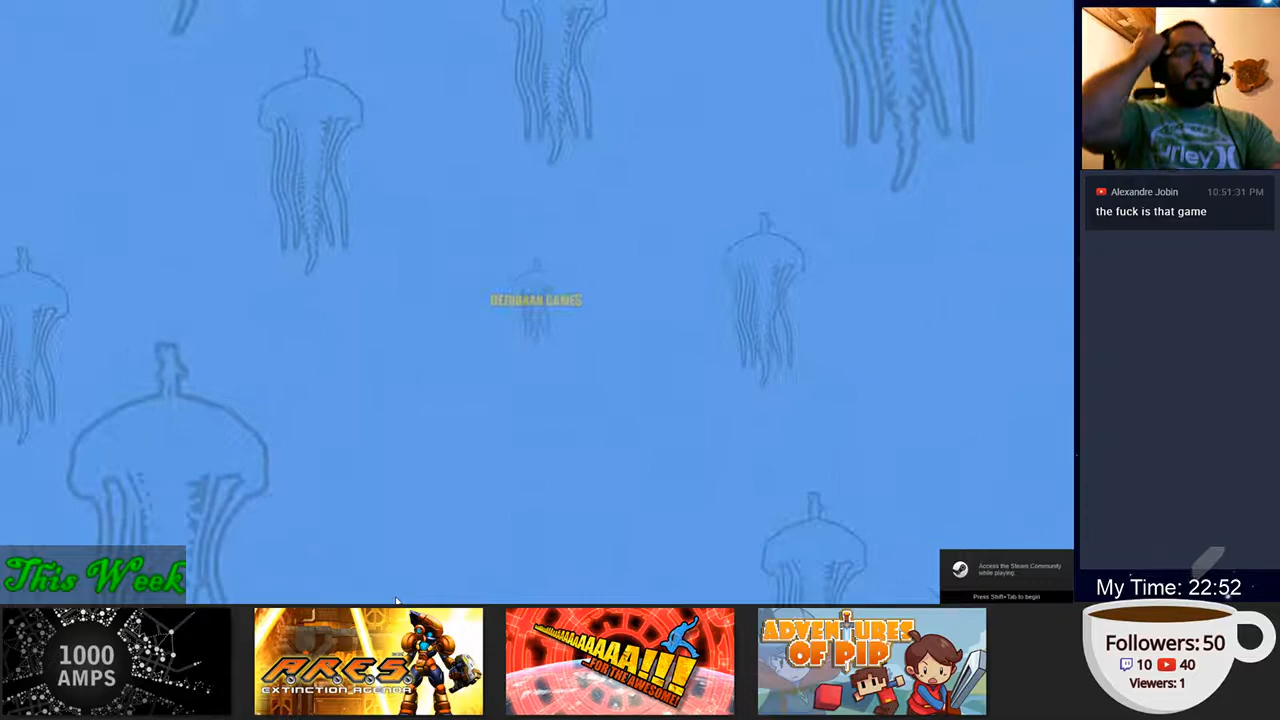 DEJOBAAN GAMES
Alexandre Jobin 10:51:31 PM
the fuck is that game
urley
This Week
Access the Steam Community
while playing.
Press Shift+Tab to begin
My Time: 22:52
1000
AMPS
ARES
EXTINCTION AGENDA
...FOR THE AWESOME!
ADVENTURES
OF PIP
Followers: 50
10 40
Viewers: 1